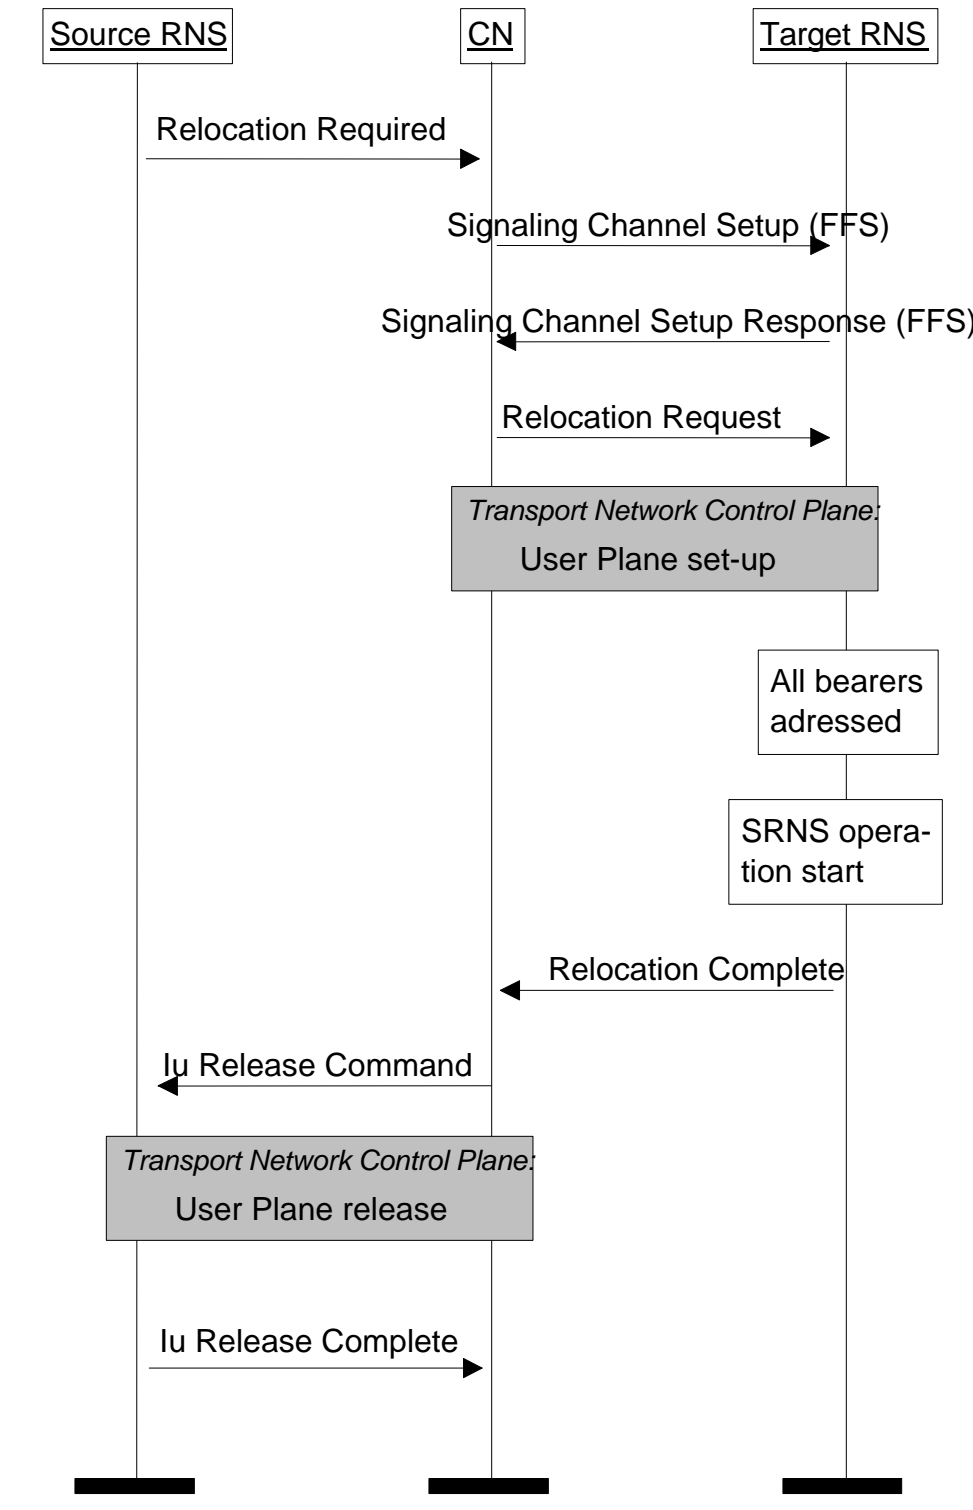 Source RNS
CN
Target RNS
Relocation Required
Signaling Channel Setup (FFS)
Signaling Channel Setup Response (FFS)
Relocation Request
Transport Network Control Plane:
User Plane set-up
All bearers
adressed
SRNS opera-
tion start
Relocation Complete
Iu Release Command
Transport Network Control Plane:
User Plane release
Iu Release Complete